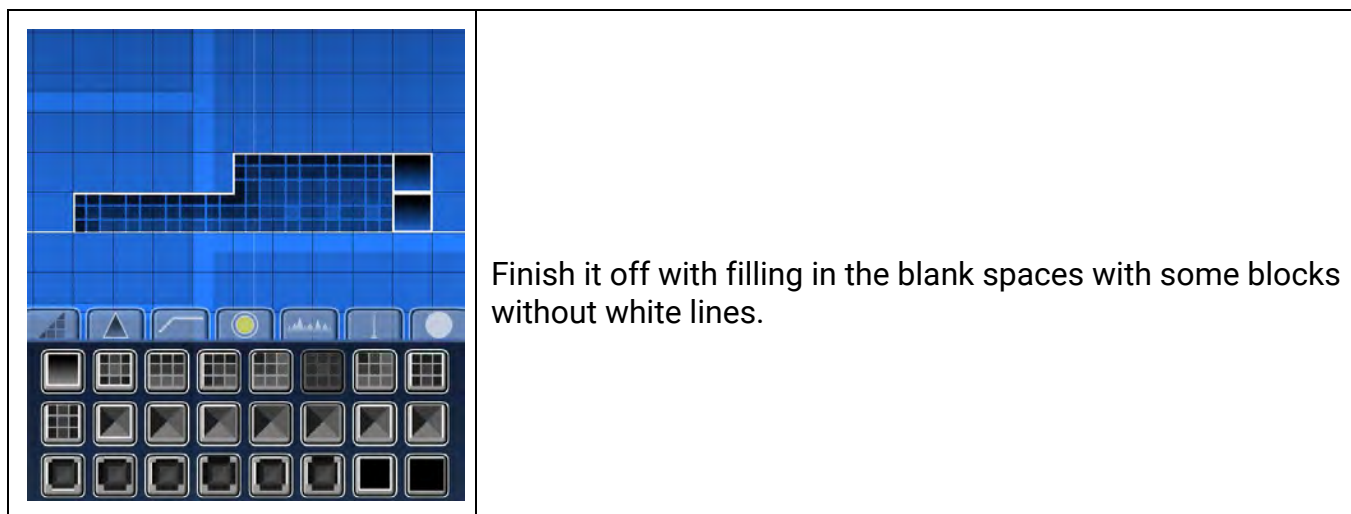 Finish it off with filling in the blank spaces with some blocks
without white lines.